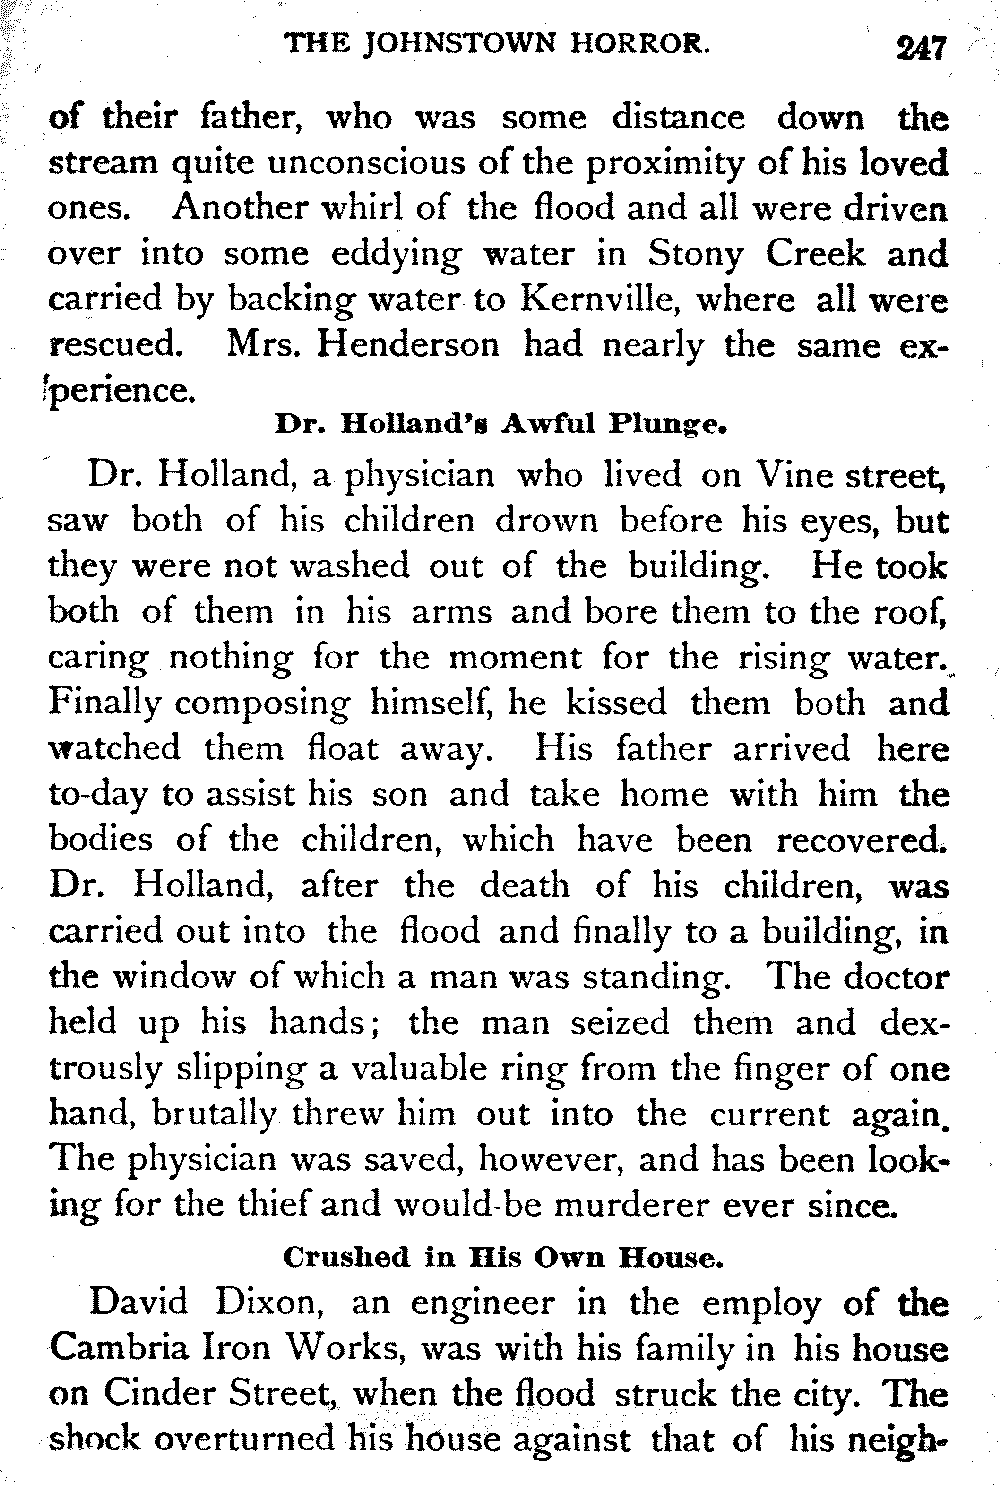 THE JOHNSTOWN HORROR. 247
of their father, who was some distance down the
stream quite unconscious of the proximity of his loved
ones. Another whirl of the flood and all were driven
over into some eddying water in Stony Creek and
carried by backing water to Kernville, where all were
rescued. Mrs. Henderson had nearly the same ex-
perience.
Dr. Holland's Awful Plunge.
Dr. Holland, a physician who lived on Vine street,
saw both of his children drown before his eyes, but
they were not washed out of the building. He took
both of them in his arms and bore them to the roof,
caring nothing for the moment for the rising water.
Finally composing himself, he kissed them both and
watched them float away. His father arrived here
to-day to assist his son and take home with him the
bodies of the children, which have been recovered.
Dr. Holland, after the death of his children, was
carried out into the flood and finally to a building, in
the window of which a man was standing. The doctor
held up his hands; the man seized them and dex-
trously slipping a valuable ring from the finger of one
hand, brutally threw him out into the current again.
The physician was saved, however, and has been look-
ing for the thief and would-be murderer ever since.
Crushed in His Own House.
David Dixon, an engineer in the employ of the
Cambria Iron Works, was with his family in his house
on Cinder Street, when the flood struck the city. The
shock overturned his house against that of his neigh-